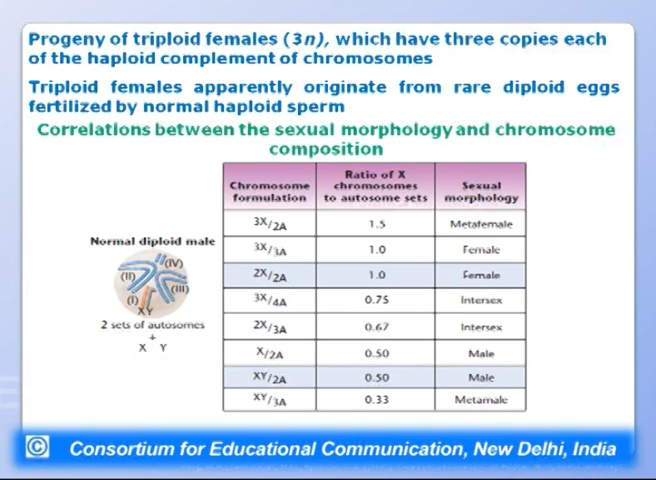 Progeny of triploid females (3n), which have three copies each
of the haploid complement of chromosomes
Triploid females apparently originate from rare diploid eggs
fertilized by normal haploid sperm
Correlations between the sexual morphology and chromosome
composition
Chromosome formulation Ratio of X chromosomes to autosome sets Sexual morphology
3X/2A 1.5 Metafemale
3X/3A 1.0 Female
2X/2A 1.0 Female
3X/4A 0.75 Intersex
2X/3A 0.67 Intersex
X/2A 0.50 Male
XY/2A 0.50 Male
XY/3A 0.33 Metamale
Normal diploid male
(IV)
(II)
(III)
(I)
XY
2 sets of autosomes
+
X Y
© Consortium for Educational Communication, New Delhi, India